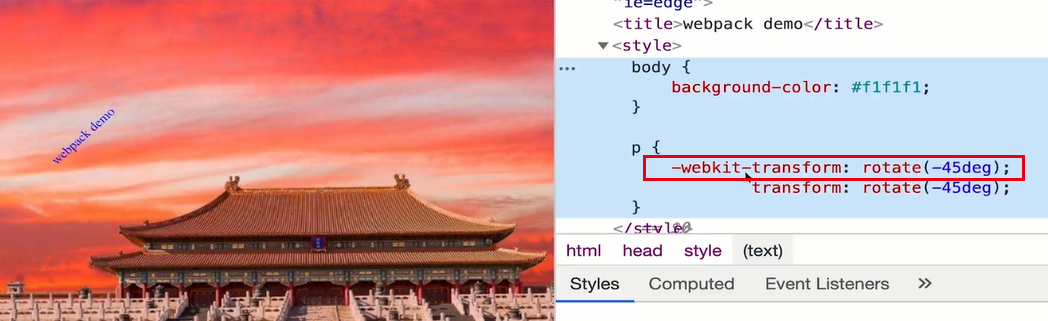 webpack demo
"ie=edge">
<title>webpack demo</title>
▼<style>
... body {
background-color: #f1f1f1;
}
p {
-webkit-transform: rotate(-45deg);
transform: rotate(-45deg);
}
</style> == $0
html head style (text)
Styles Computed Event Listeners »